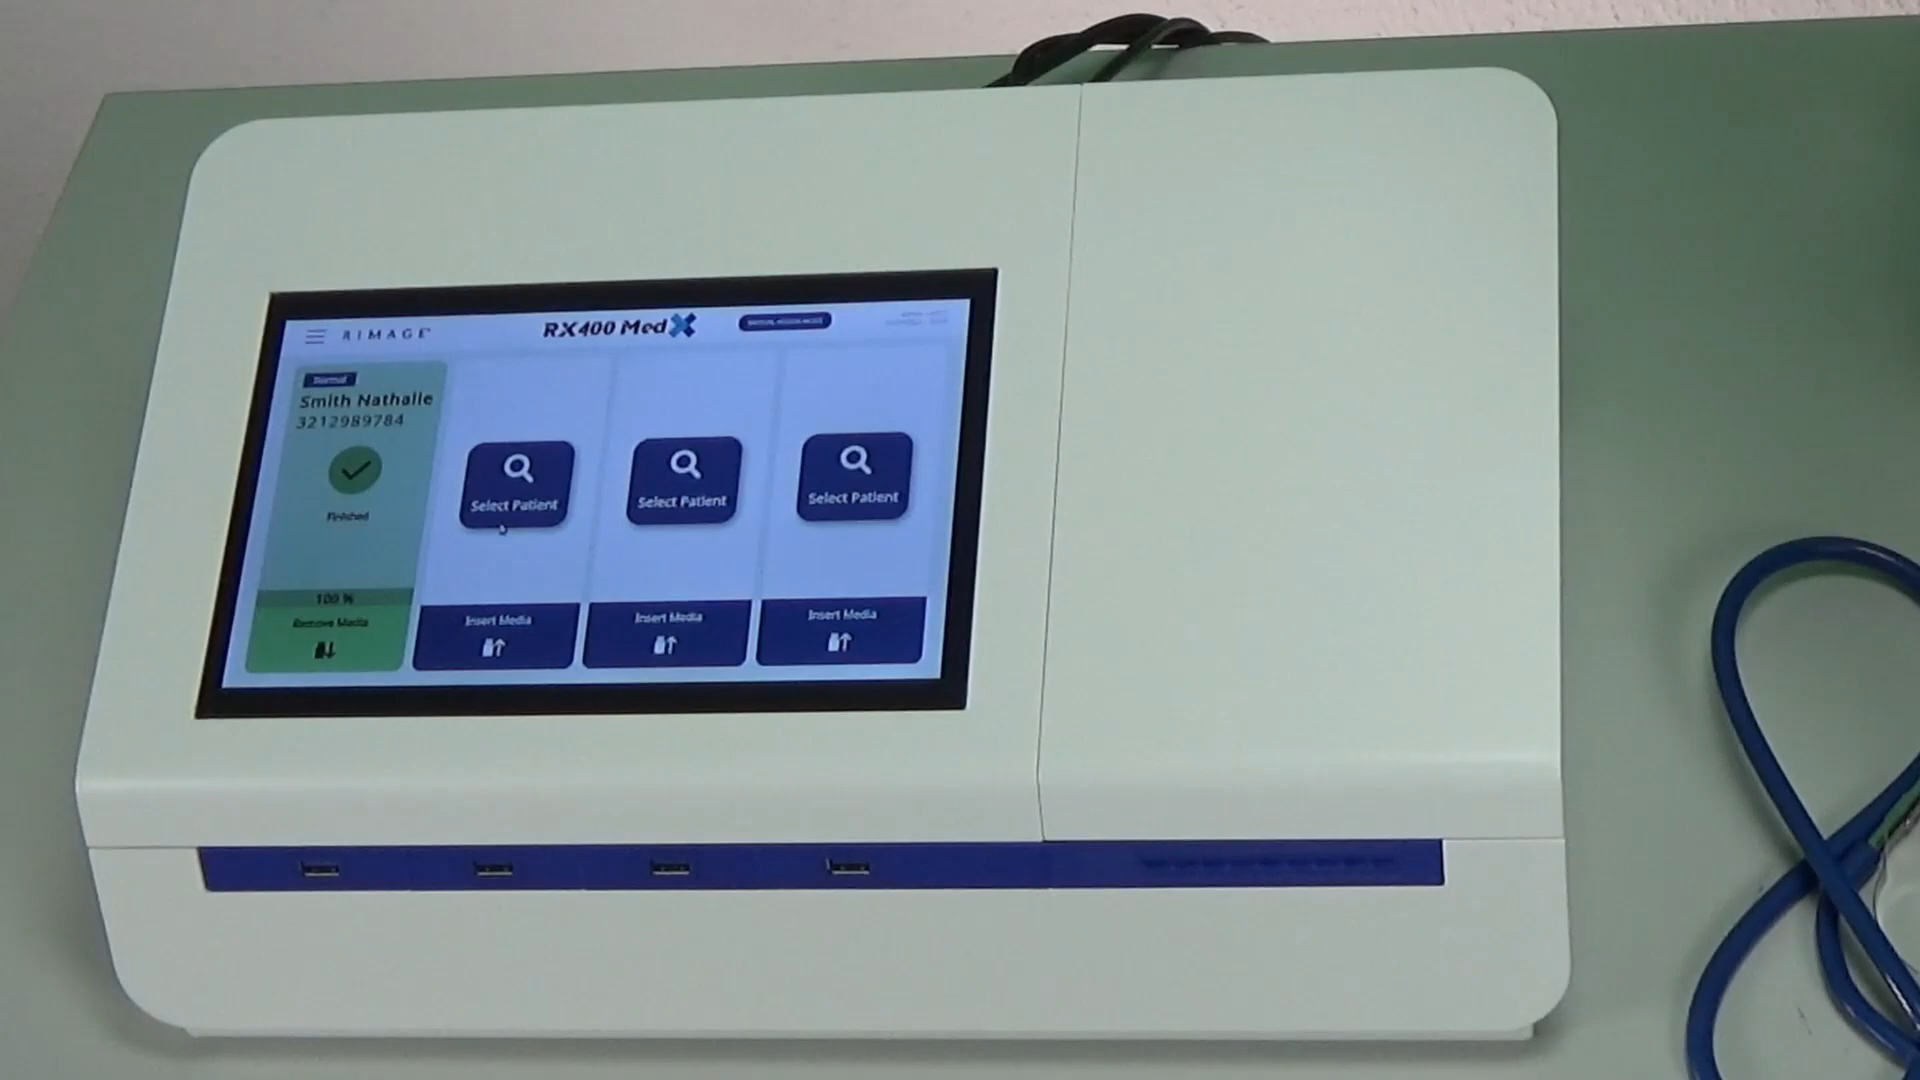 RIMAGE
RX400 MedX
Normal
Smith Nathalie
3212989784
Finished
100 %
Remove Media
Select Patient
Insert Media
Select Patient
Insert Media
Select Patient
Insert Media